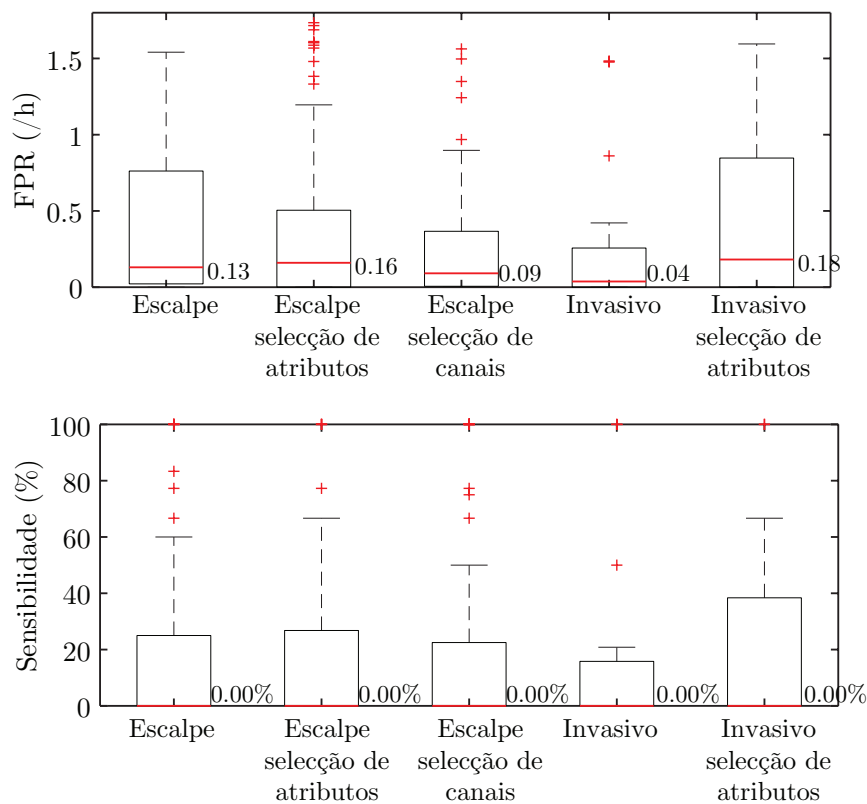 FPR (/h)
1.5
1
0.5
0
0.13
0.16
0.09
0.04
0.18
Escalpe
Escalpe
selecção de
atributos
Escalpe
selecção de
canais
Invasivo
Invasivo
selecção de
atributos
Sensibilidade (%)
100
80
60
40
20
0
0.00%
0.00%
0.00%
0.00%
0.00%
Escalpe
Escalpe
selecção de
atributos
Escalpe
selecção de
canais
Invasivo
Invasivo
selecção de
atributos